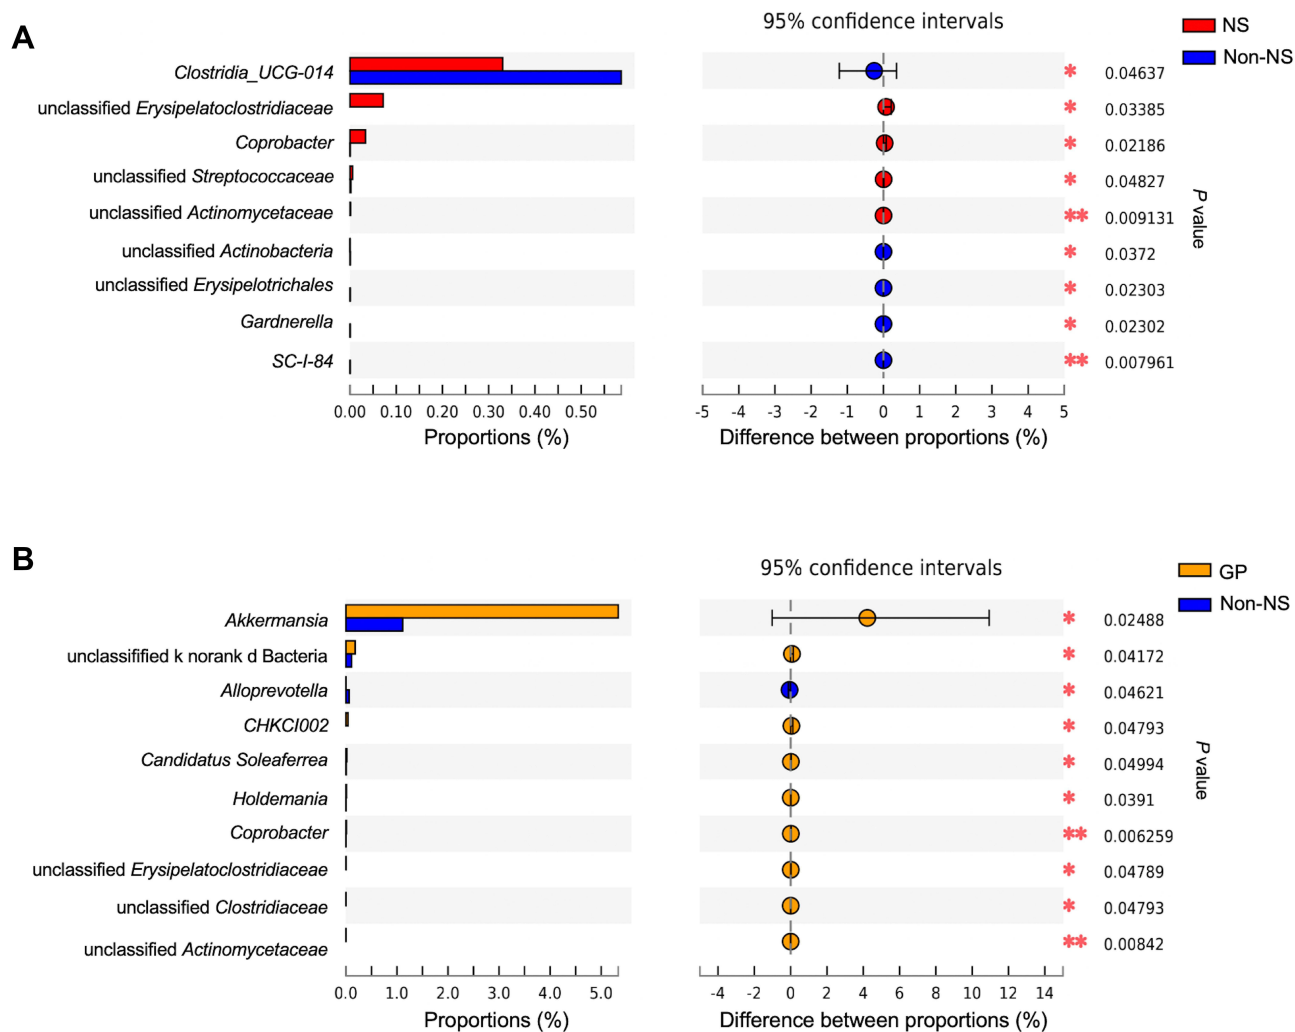 A
95% confidence intervals
NS
Non-NS
Clostridia_UCG-014
unclassified Erysipelatoclostridiaceae
Coprobacter
unclassified Streptococcaceae
unclassified Actinomycetaceae
unclassified Actinobacteria
unclassified Erysipelotrichales
Gardnerella
SC-I-84
* 0.04637
* 0.03385
* 0.02186
* 0.04827
** 0.009131
* 0.0372
* 0.02303
* 0.02302
** 0.007961
P value
0.00 0.10 0.20 0.30 0.40 0.50
Proportions (%)
-5 -4 -3 -2 -1 0 1 2 3 4 5
Difference between proportions (%)
B
95% confidence intervals
GP
Non-NS
Akkermansia
unclassifified k norank d Bacteria
Alloprevotella
CHKCI002
Candidatus Soleaferrea
Holdemania
Coprobacter
unclassified Erysipelatoclostridiaceae
unclassified Clostridiaceae
unclassified Actinomycetaceae
* 0.02488
* 0.04172
* 0.04621
* 0.04793
* 0.04994
* 0.0391
** 0.006259
* 0.04789
* 0.04793
** 0.00842
P value
0.0 1.0 2.0 3.0 4.0 5.0
Proportions (%)
-4 -2 0 2 4 6 8 10 12 14
Difference between proportions (%)